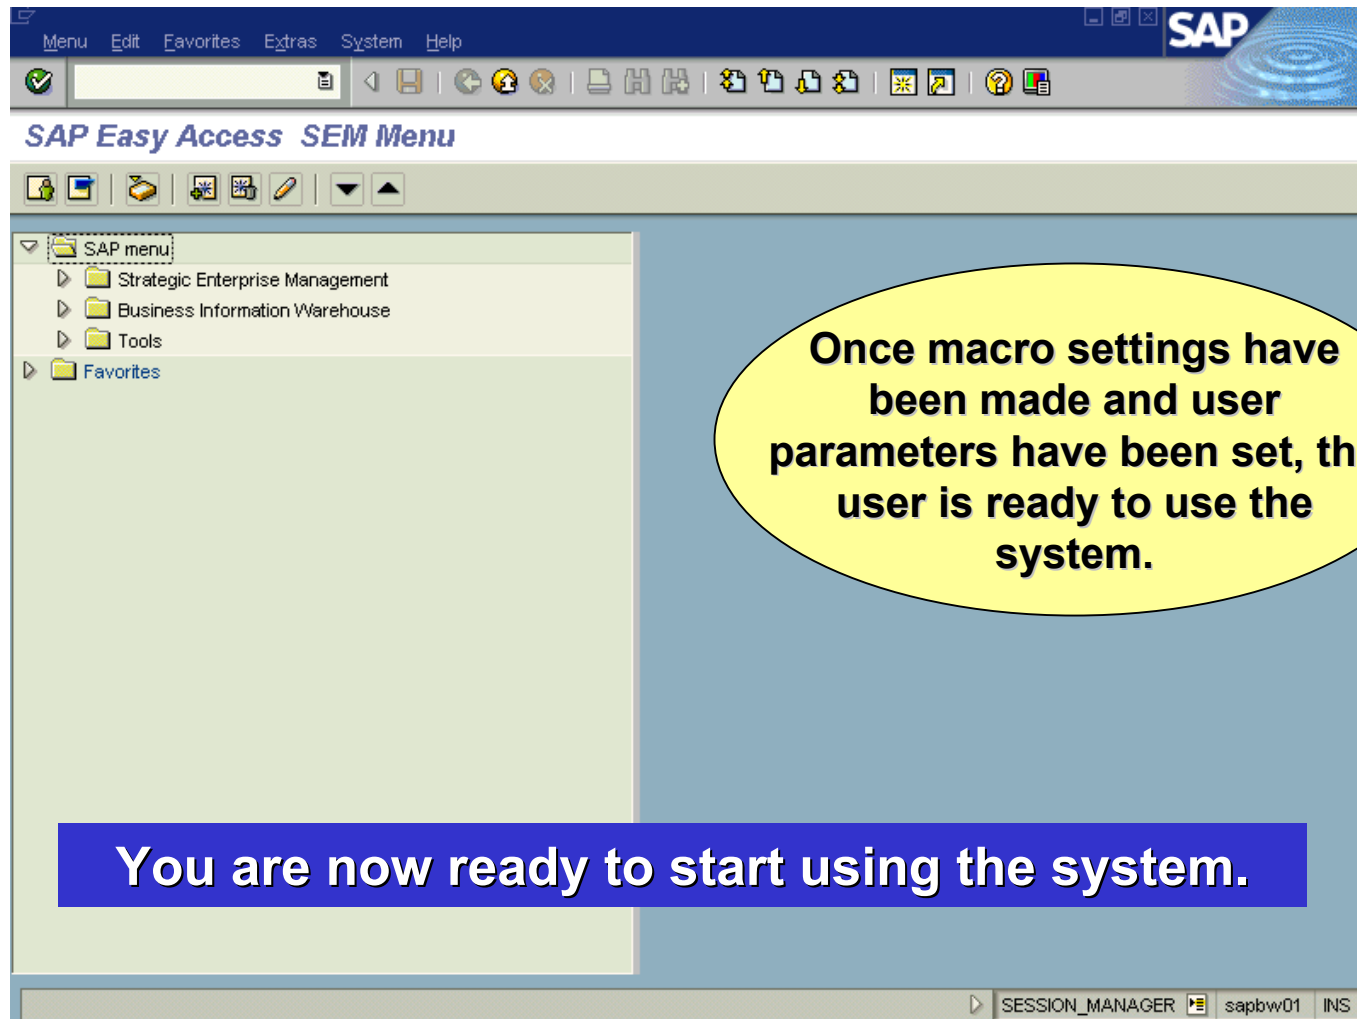 Menu Edit Favorites Extras System Help
SAP
SAP Easy Access SEM Menu
SAP menu
Strategic Enterprise Management
Business Information Warehouse
Tools
Favorites
Once macro settings have
been made and user
parameters have been set, th
user is ready to use the
system.
You are now ready to start using the system.
SESSION_MANAGER sapbw01 INS